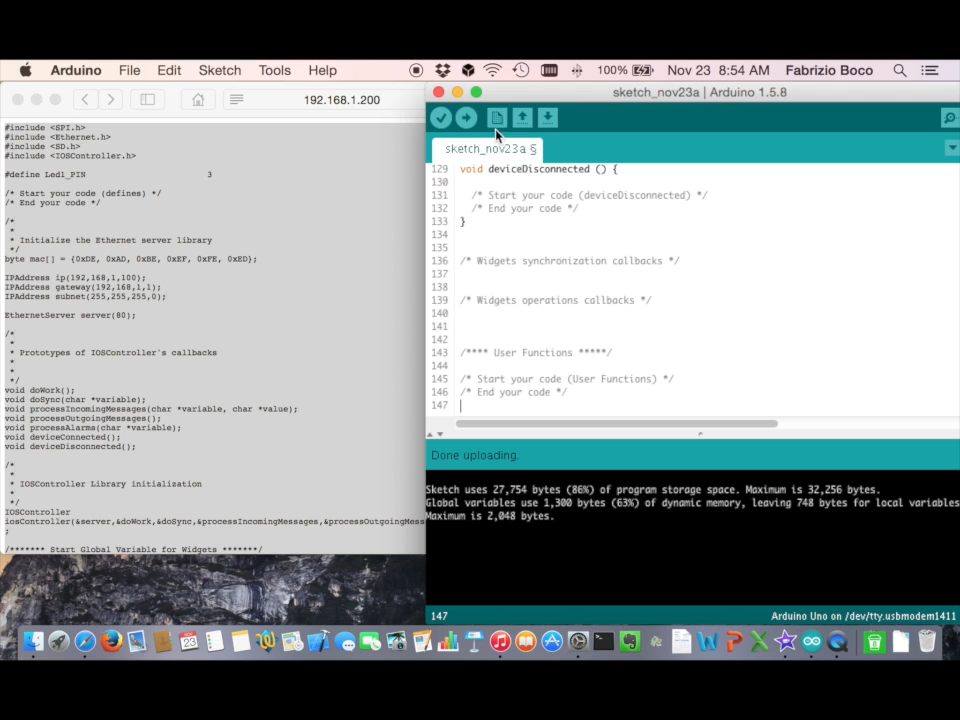 Arduino File Edit Sketch Tools Help 100% Nov 23 8:54 AM Fabrizio Boco
192.168.1.200
#include <SPI.h>
#include <Ethernet.h>
#include <SD.h>
#include <IOSController.h>
#define Led1_PIN 3
/* Start your code (defines) */
/* End your code */
/*
*
* Initialize the Ethernet server library
*/
byte mac[] = {0xDE, 0xAD, 0xBE, 0xEF, 0xFE, 0xED};
IPAddress ip(192,168,1,100);
IPAddress gateway(192,168,1,1);
IPAddress subnet(255,255,255,0);
EthernetServer server(80);
/*
*
* Prototypes of IOSController's callbacks
*
*
*/
void doWork();
void doSync(char *variable);
void processIncomingMessages(char *variable, char *value);
void processOutgoingMessages();
void processAlarms(char *variable);
void deviceConnected();
void deviceDisconnected();
/*
*
* IOSController Library initialization
*
*/
IOSController
iosController(&server,&doWork,&doSync,&processIncomingMessages,&processOutgoingMess
;
/******* Start Global Variable for Widgets *******/
sketch_nov23a | Arduino 1.5.8
sketch_nov23a §
129 void deviceDisconnected () {
130
131 /* Start your code (deviceDisconnected) */
132 /* End your code */
133 }
134
135
136 /* Widgets synchronization callbacks */
137
138
139 /* Widgets operations callbacks */
140
141
142
143 /**** User Functions *****/
144
145 /* Start your code (User Functions) */
146 /* End your code */
147
Done uploading.
Sketch uses 27,754 bytes (86%) of program storage space. Maximum is 32,256 bytes.
Global variables use 1,300 bytes (63%) of dynamic memory, leaving 748 bytes for local variables
Maximum is 2,048 bytes.
147 Arduino Uno on /dev/tty.usbmodem1411
23